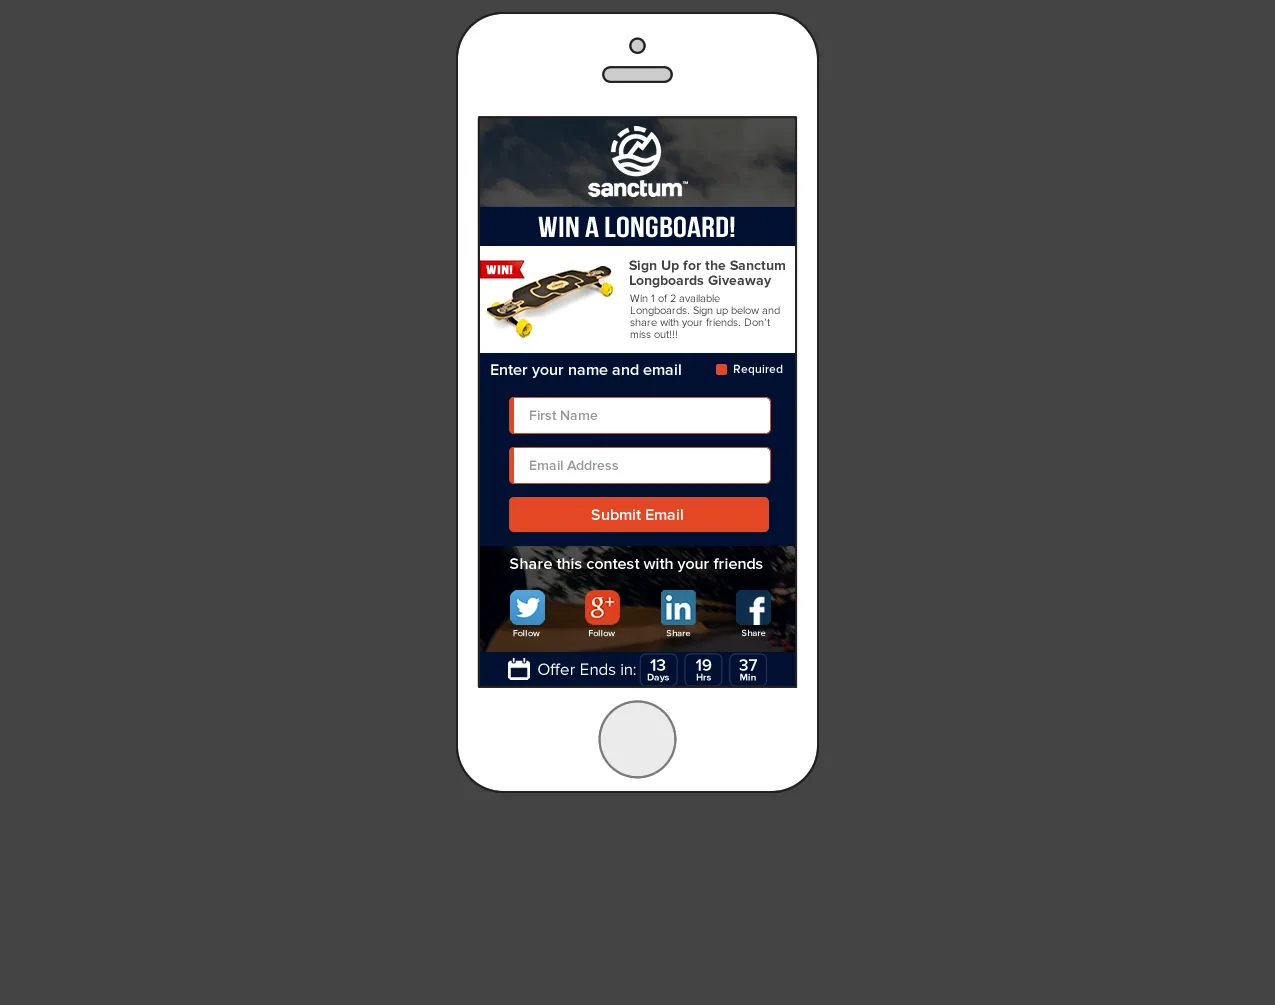 sanctum™
WIN A LONGBOARD!
WIN!
Sign Up for the Sanctum
Longboards Giveaway
Win 1 of 2 available
Longboards. Sign up below and
share with your friends. Don't
miss out!!!
Enter your name and email
Required
First Name
Email Address
Submit Email
Share this contest with your friends
g+
in
f
Follow
Follow
Share
Share
Offer Ends in:
13
19
37
Days
Hrs
Min